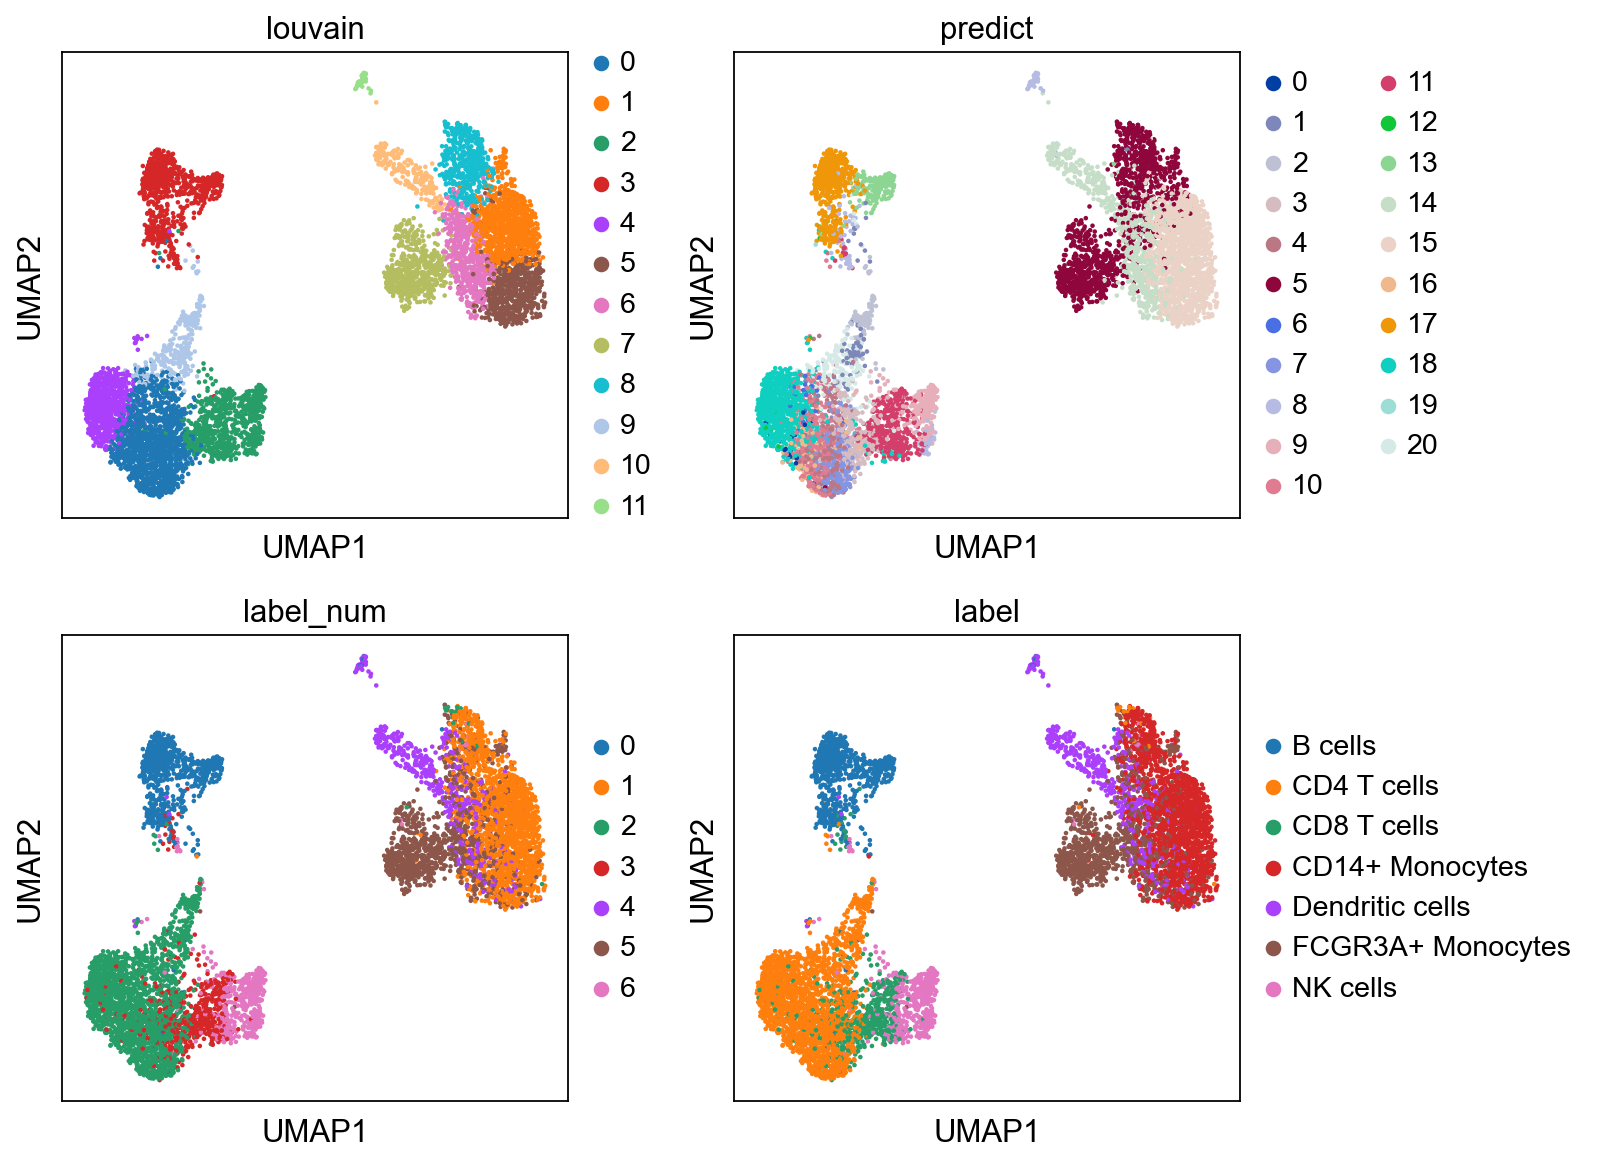 louvain
UMAP2
UMAP1
0
1
2
3
4
5
6
7
8
9
10
11
predict
UMAP2
UMAP1
0
1
2
3
4
5
6
7
8
9
10
11
12
13
14
15
16
17
18
19
20
label_num
UMAP2
UMAP1
0
1
2
3
4
5
6
label
UMAP2
UMAP1
B cells
CD4 T cells
CD8 T cells
CD14+ Monocytes
Dendritic cells
FCGR3A+ Monocytes
NK cells